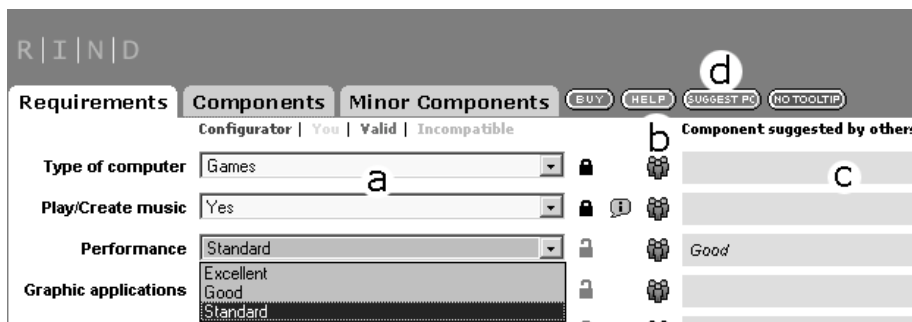 R|I|N|D
d
Requirements Components Minor Components BUY HELP SUGGEST PC NO TOOLTIP
Configurator | You | Valid | Incompatible b Component suggested by others
Type of computer Games a c
Play/Create music Yes i
Performance Standard Good
Excellent
Graphic applications Good
Standard